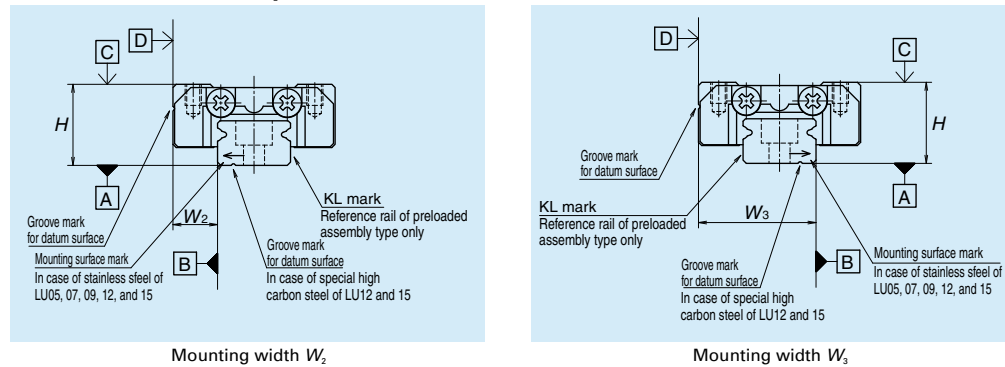 D
C
H
A
W2
B
Groove mark
for datum surface
Mounting surface mark
In case of stainless sfeel of
LU05, 07, 09, 12, and 15
KL mark
Reference rail of preloaded
assembly type only
Groove mark
for datum surface
In case of special high
carbon steel of LU12 and 15
Mounting width W2
D
C
H
A
W3
B
Groove mark
for datum surface
KL mark
Reference rail of preloaded
assembly type only
Groove mark
for datum surface
In case of special high
carbon steel of LU12 and 15
Mounting surface mark
In case of stainless sfeel of
LU05, 07, 09, 12, and 15
Mounting width W3